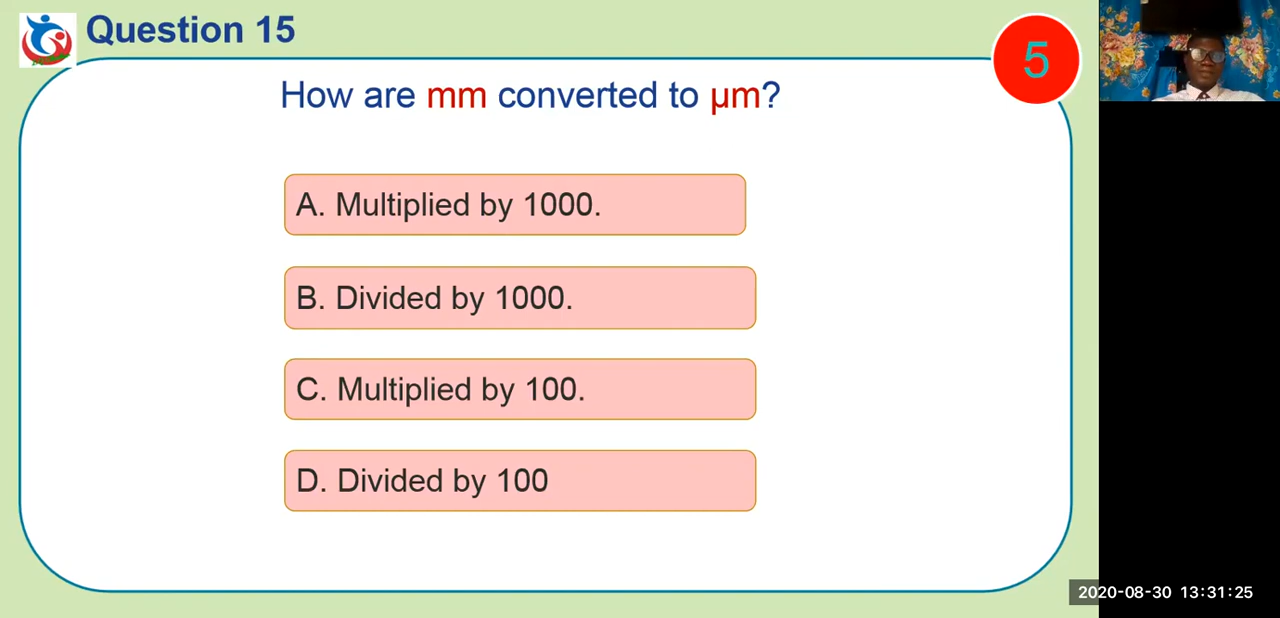 Question 15
5
How are mm converted to µm?
A. Multiplied by 1000.
B. Divided by 1000.
C. Multiplied by 100.
D. Divided by 100
2020-08-30 13:31:25